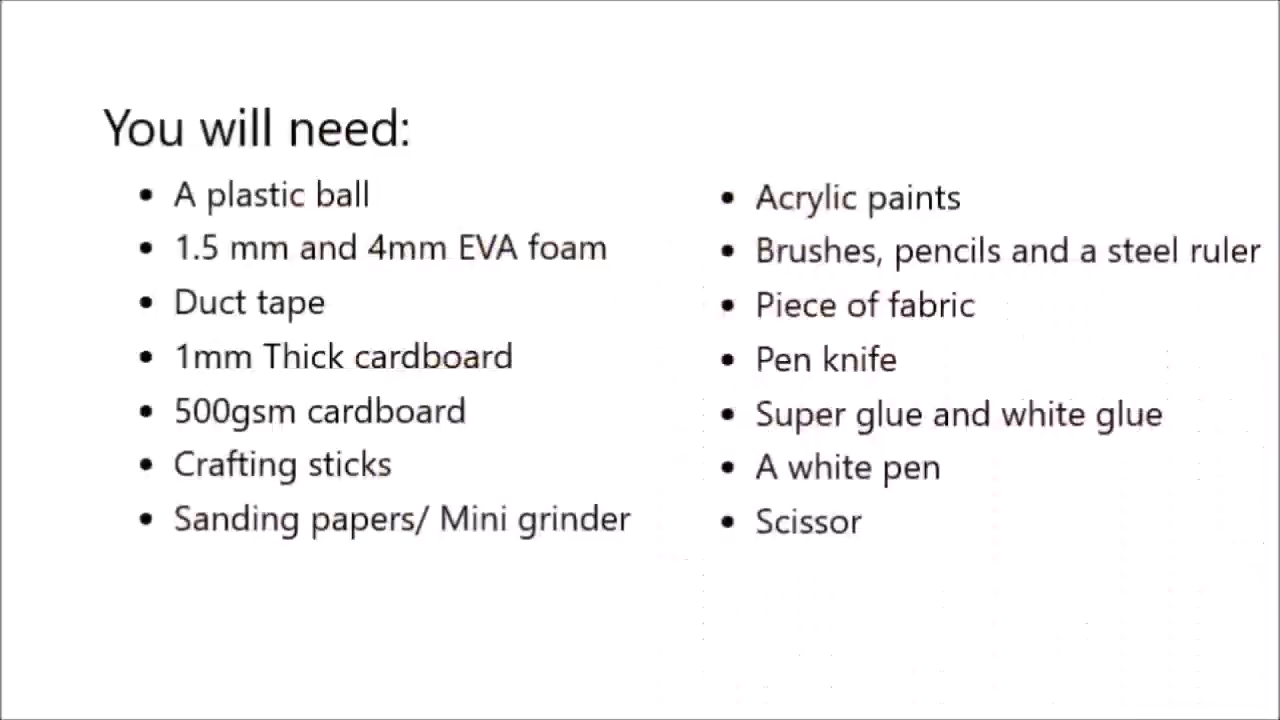 You will need:
• A plastic ball
• 1.5 mm and 4mm EVA foam
• Duct tape
• 1mm Thick cardboard
• 500gsm cardboard
• Crafting sticks
• Sanding papers/ Mini grinder
• Acrylic paints
• Brushes, pencils and a steel ruler
• Piece of fabric
• Pen knife
• Super glue and white glue
• A white pen
• Scissor